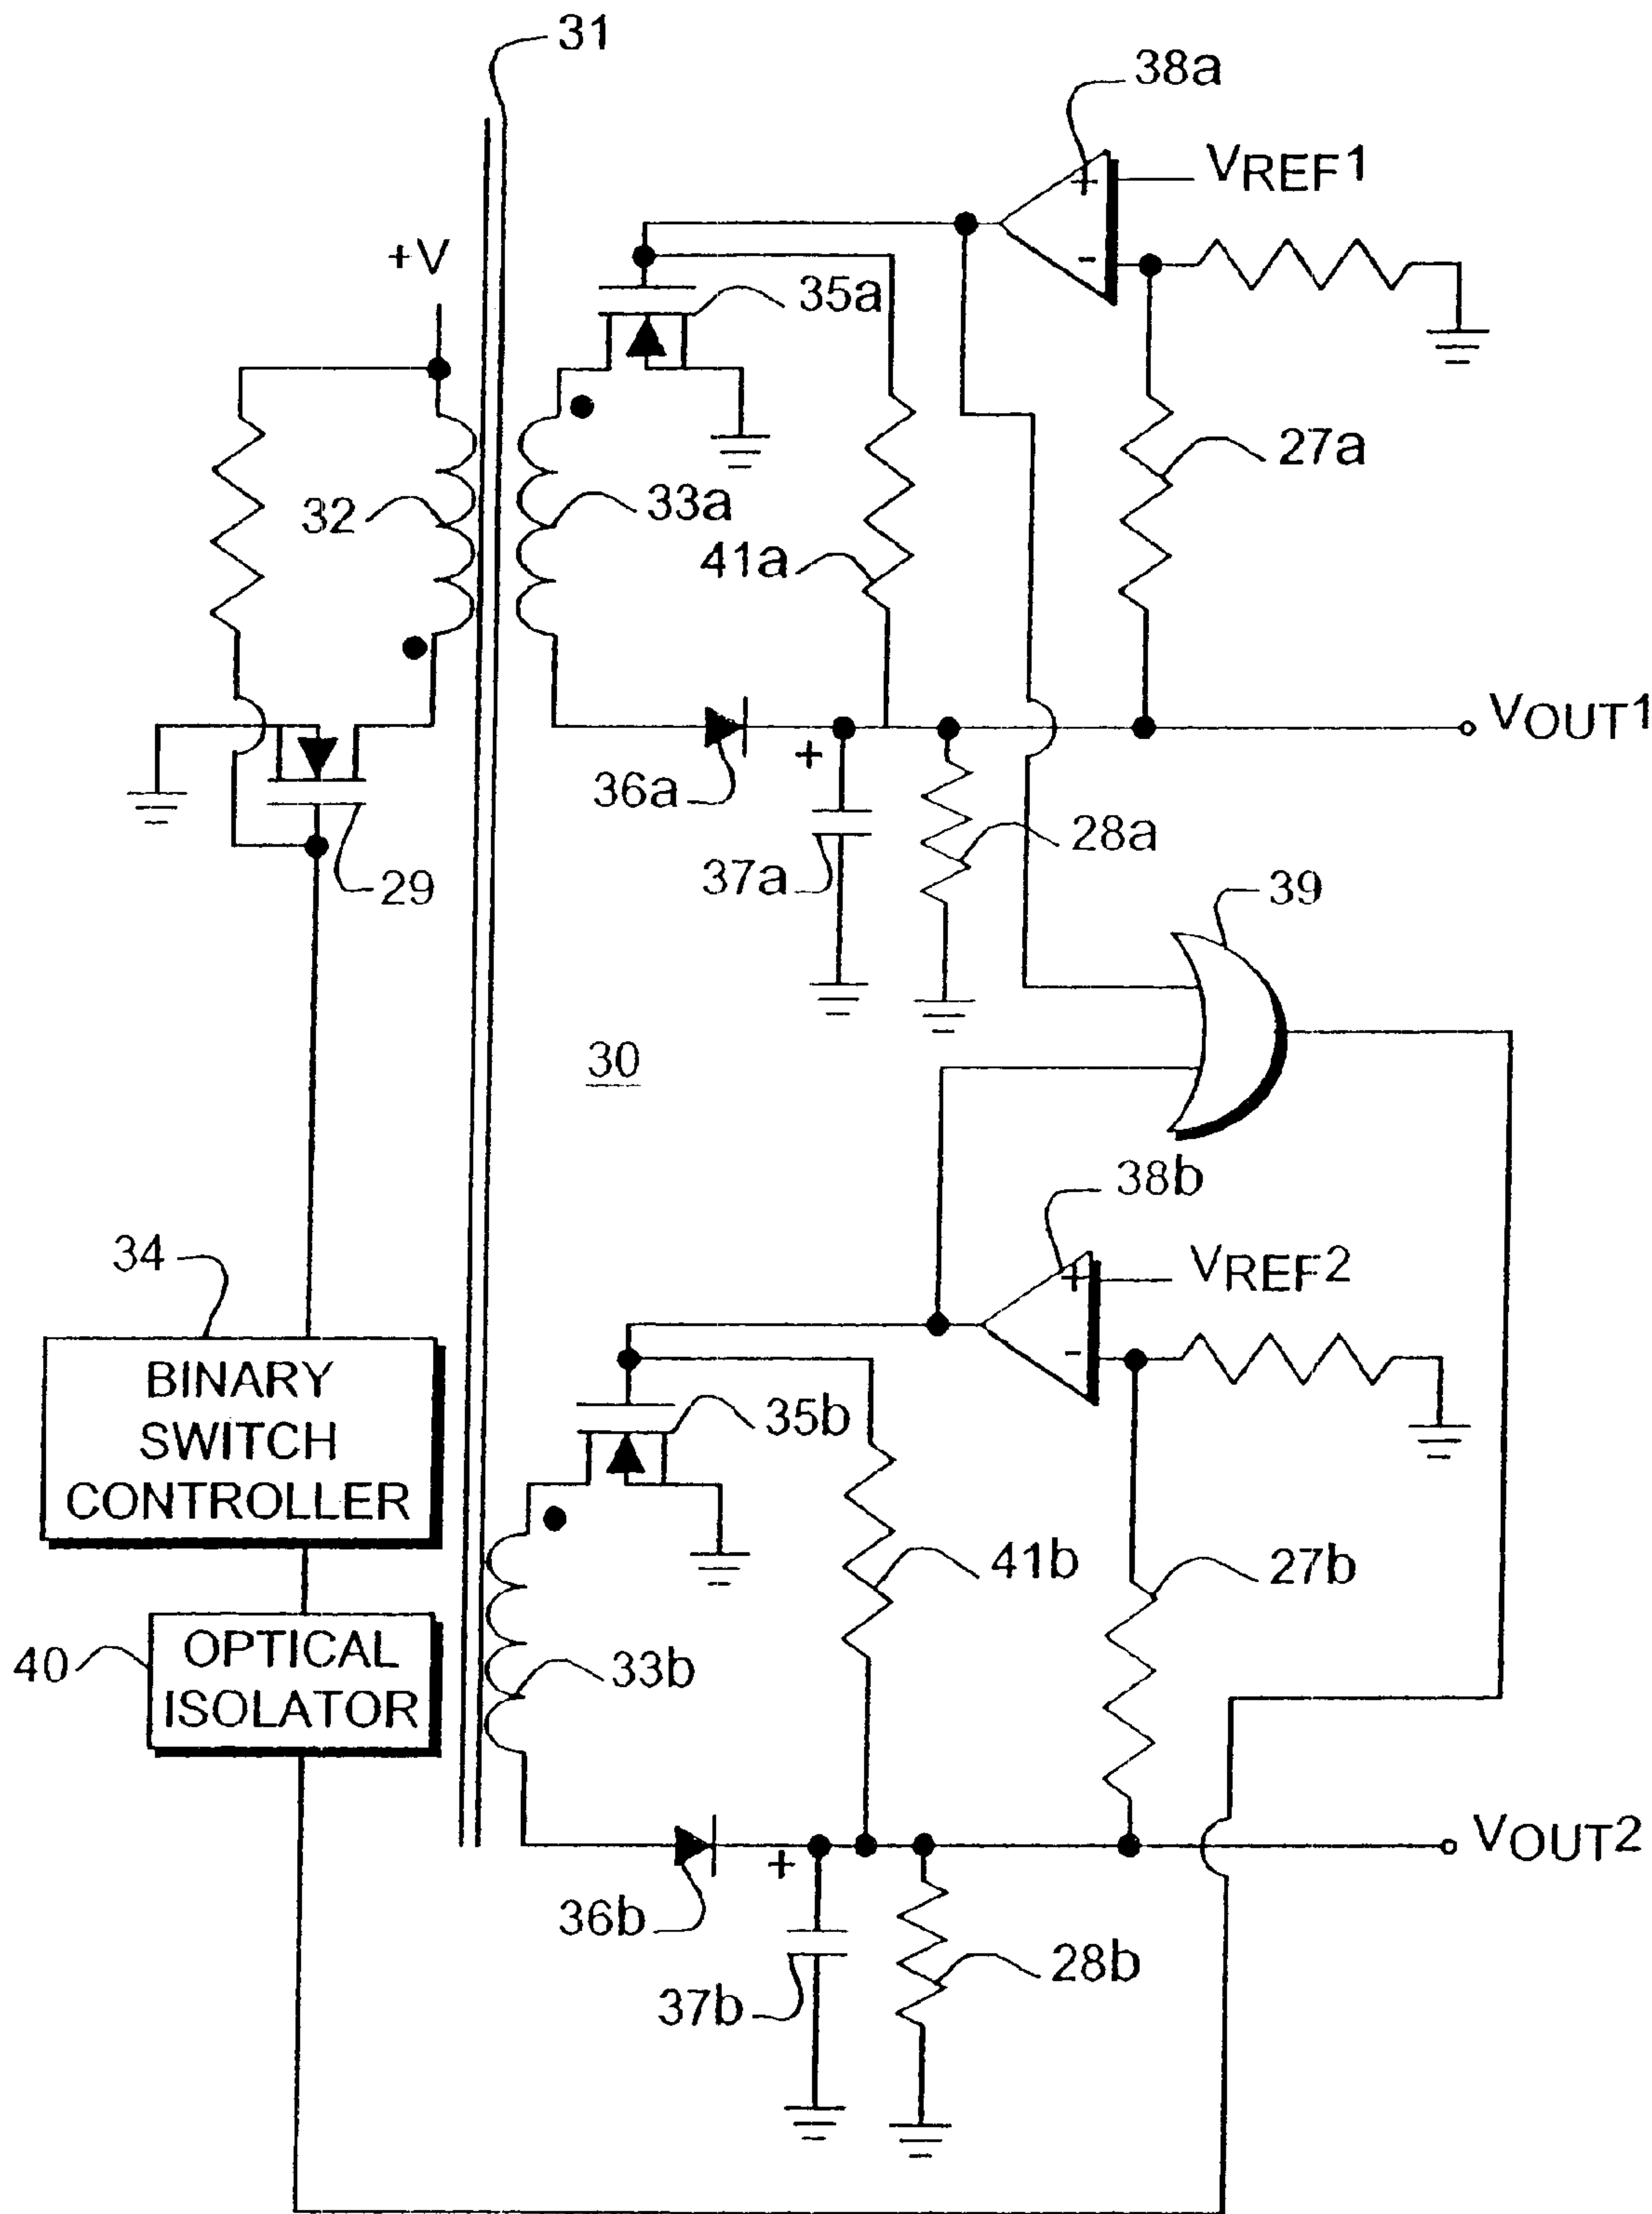 31
38a
VREF1
+
-
+V
35a
27a
32
33a
41a
VOUT1
+
36a
28a
37a
29
39
30
38b
34
+
VREF2
-
BINARY
SWITCH
CONTROLLER
35b
41b
27b
OPTICAL
ISOLATOR
40
33b
VOUT2
+
36b
28b
37b